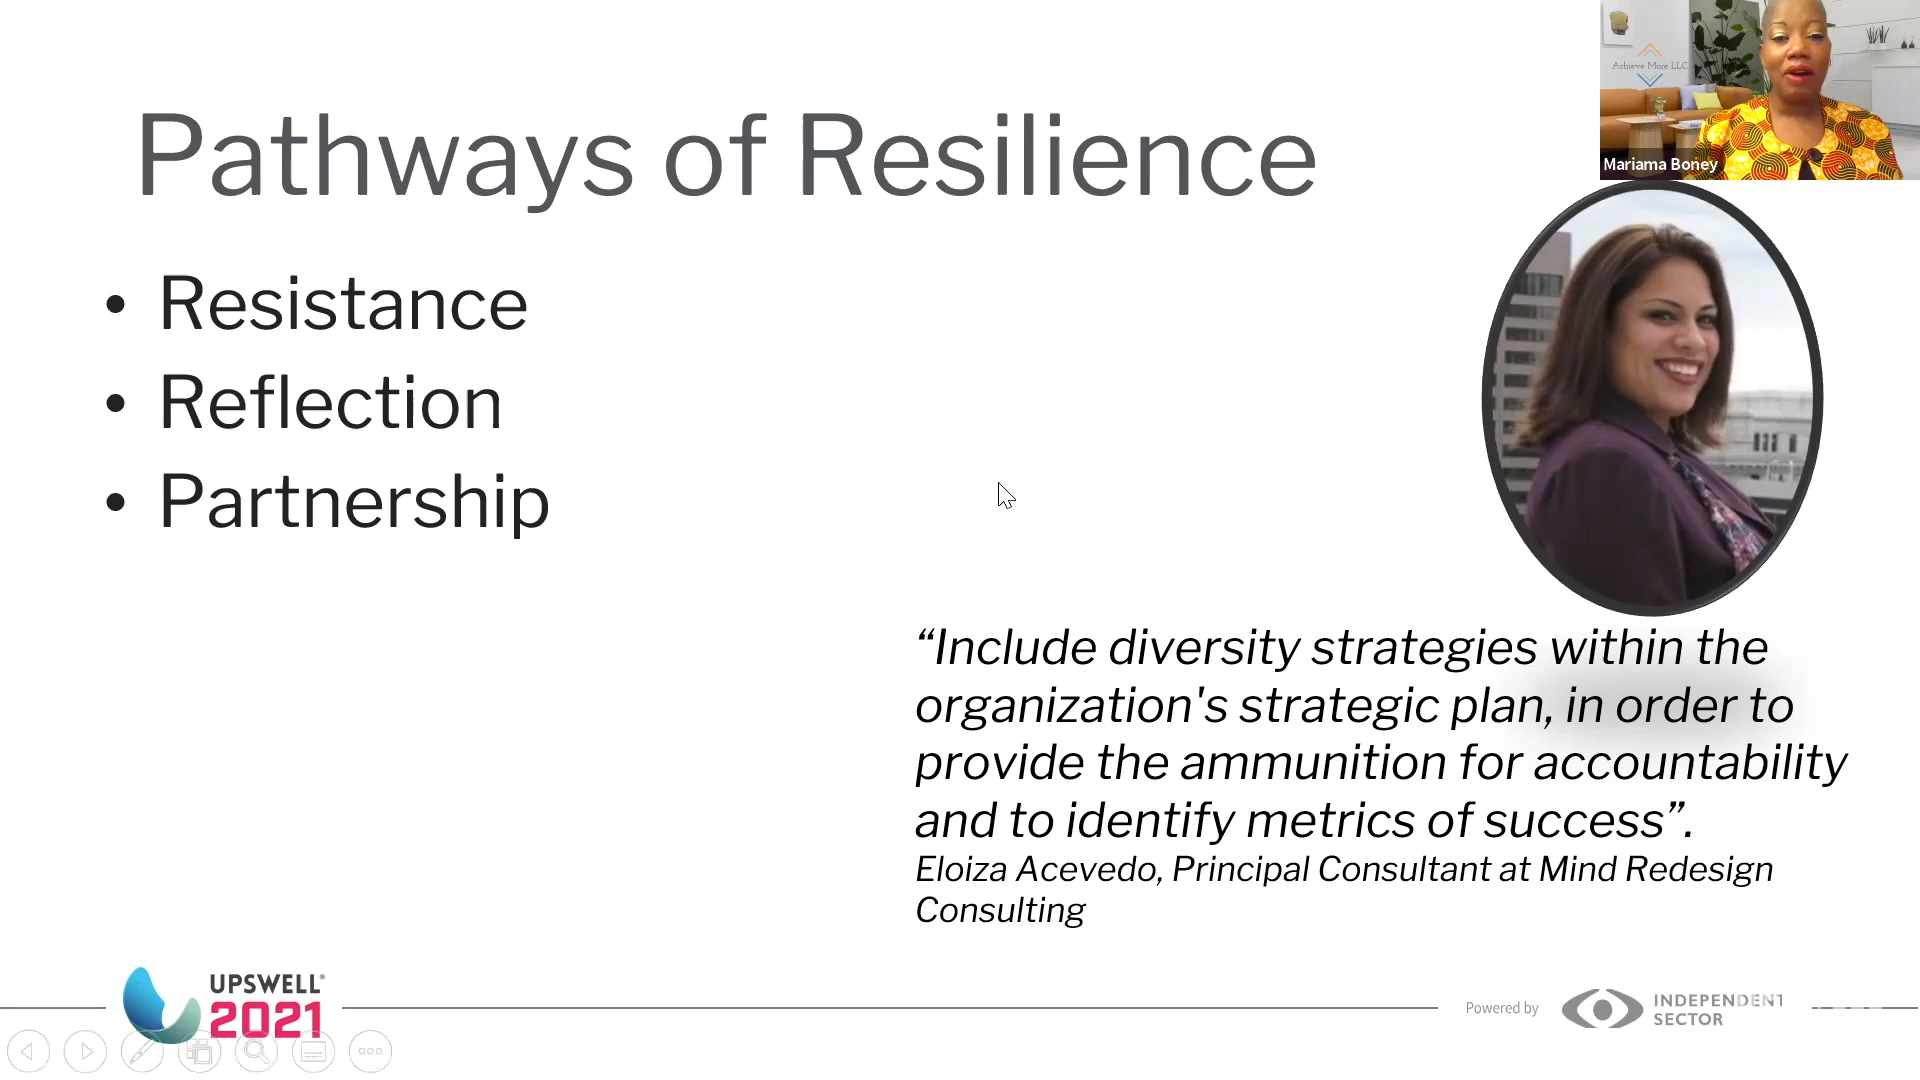 Achieve More LLC
Mariama Boney
Pathways of Resilience
• Resistance
• Reflection
• Partnership
“Include diversity strategies within the
organization's strategic plan, in order to
provide the ammunition for accountability
and to identify metrics of success”.
Eloiza Acevedo, Principal Consultant at Mind Redesign
Consulting
UPSWELL®
2021
Powered by
INDEPENDENT
SECTOR